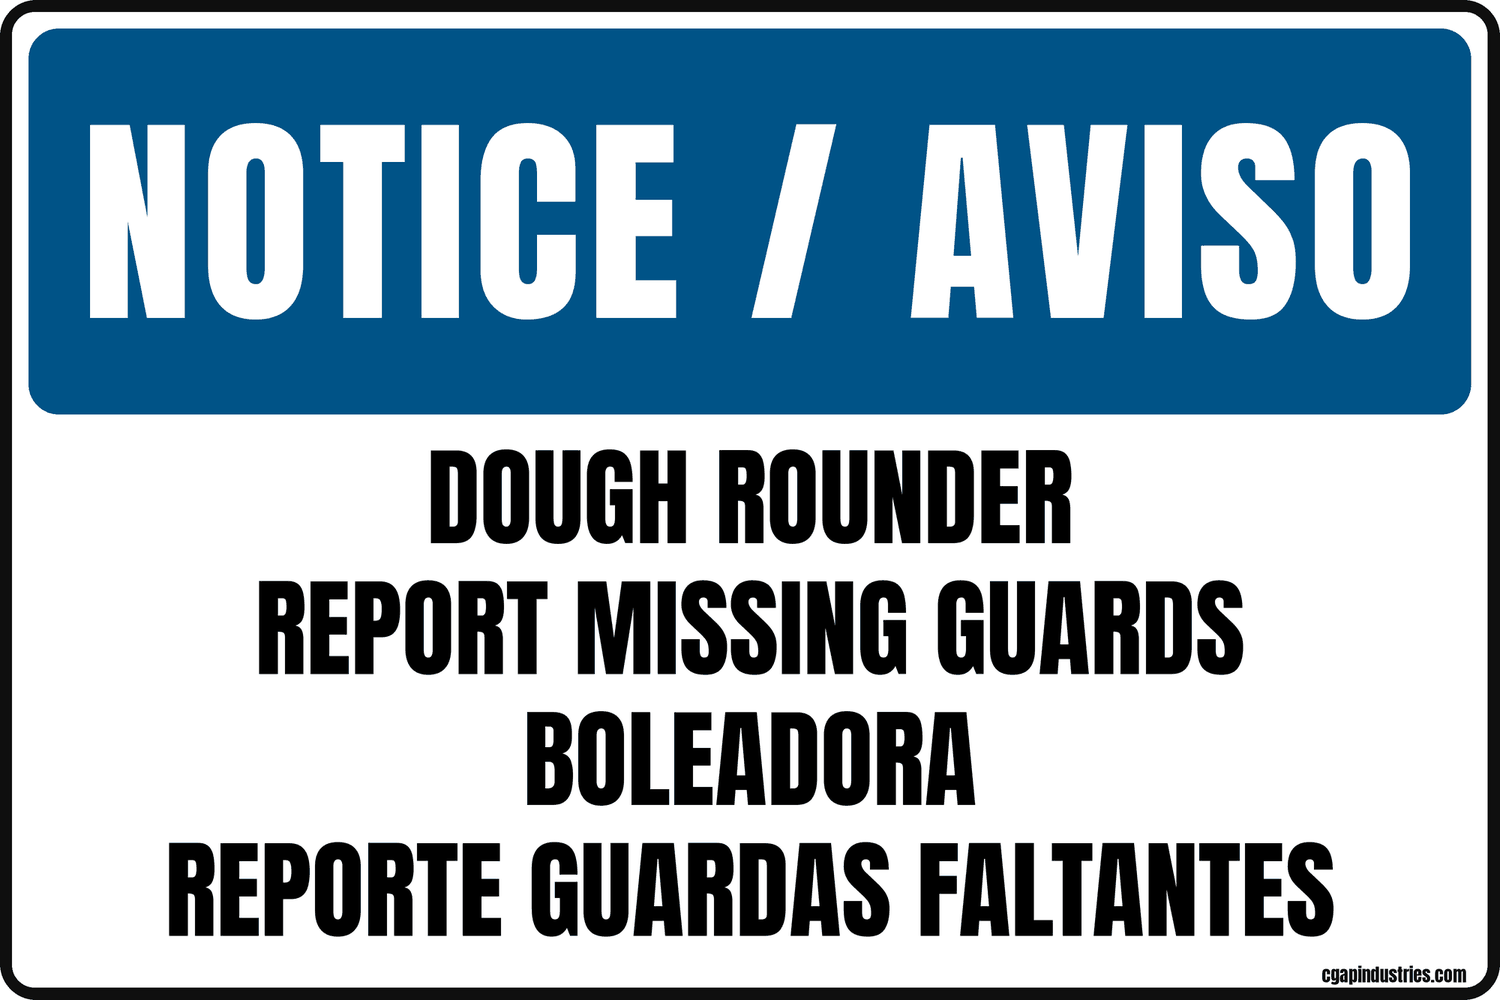 NOTICE / AVISO
DOUGH ROUNDER
REPORT MISSING GUARDS
BOLEADORA
REPORTE GUARDAS FALTANTES
cgapindustries.com